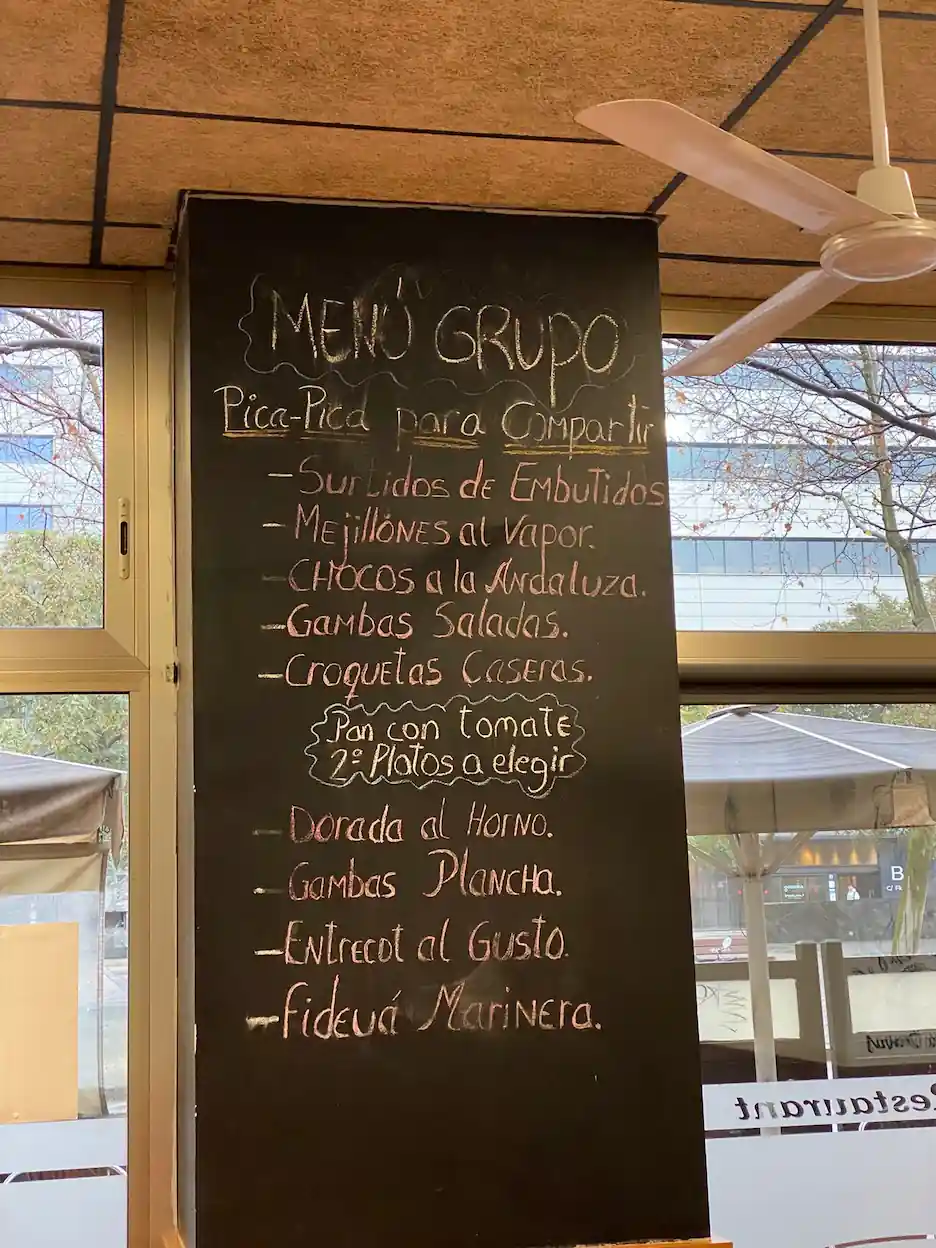 MENÚ GRUPO
Pica-Pica para Compartir
- Surtidos de Embutidos
- Mejillones al Vapor.
- CHOCOS a la Andaluza.
- Gambas Saladas.
- Croquetas Caseras.
Pan con tomate
2º Platos a elegir
- Dorada al Horno.
- Gambas Plancha.
- Entrecot al Gusto.
- Fideuá Marinera.
B
Restaurant